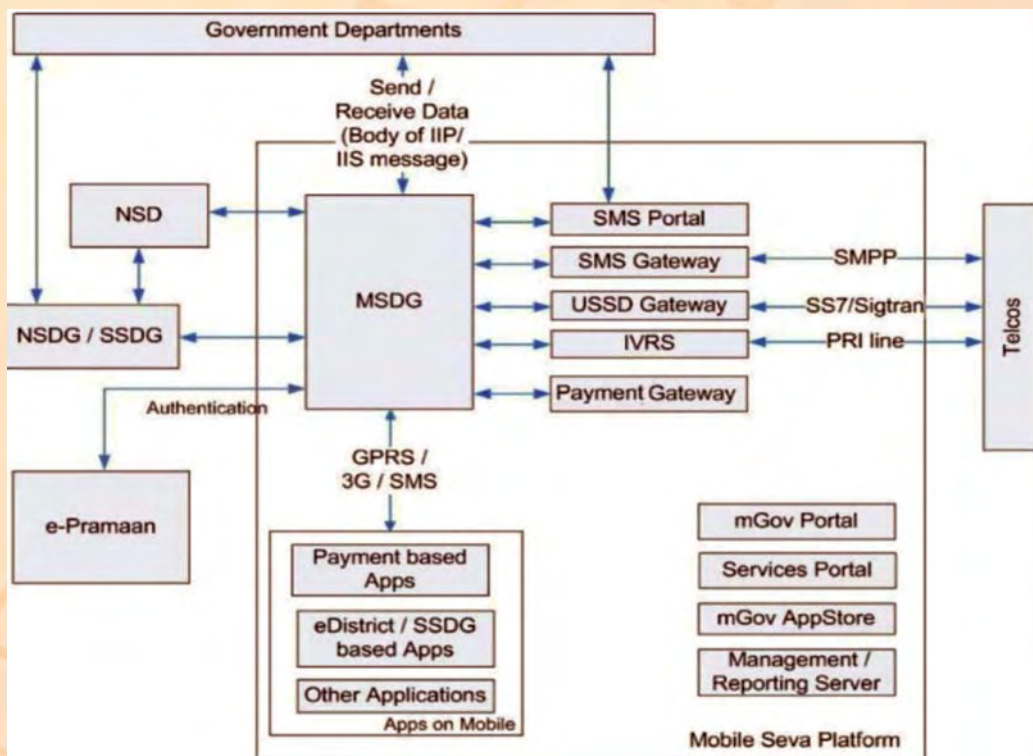 Government Departments
Send /
Receive Data
(Body of IIP/
IIS message)
NSD
MSDG
SMS Portal
SMS Gateway
SMPP
USSD Gateway
SS7/Sigtran
NSDG / SSDG
IVRS
PRI line
Telcos
Payment Gateway
Authentication
GPRS /
3G / SMS
e-Pramaan
Payment based
Apps
eDistrict / SSDG
based Apps
Other Applications
Apps on Mobile
mGov Portal
Services Portal
mGov AppStore
Management /
Reporting Server
Mobile Seva Platform